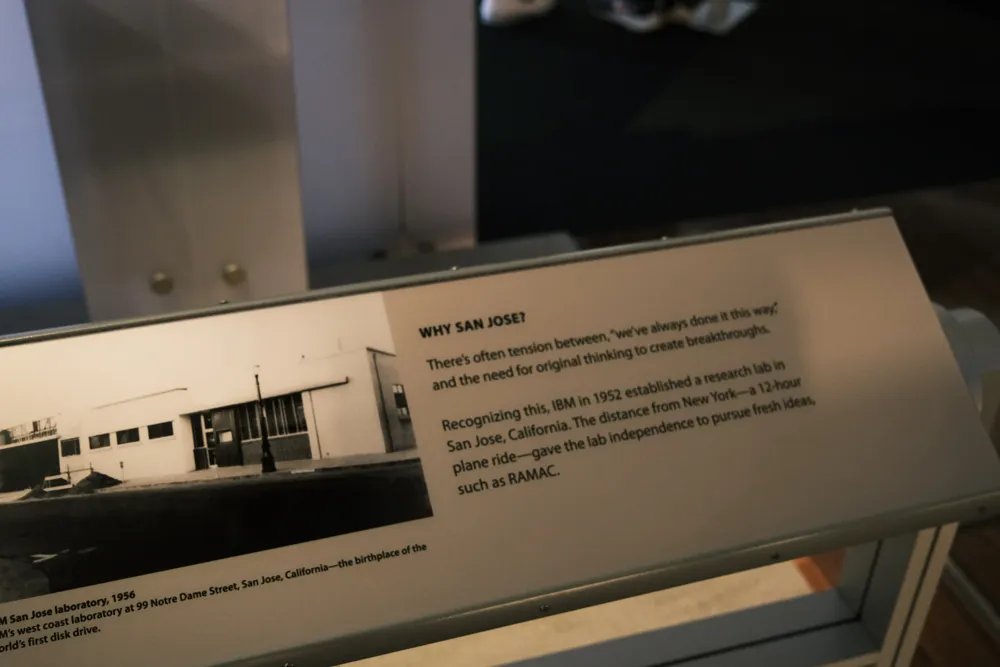 WHY SAN JOSE?
There's often tension between, "we've always done it this way,"
and the need for original thinking to create breakthroughs.
Recognizing this, IBM in 1952 established a research lab in
San Jose, California. The distance from New York—a 12-hour
plane ride—gave the lab independence to pursue fresh ideas,
such as RAMAC.
M San Jose laboratory, 1956
M's west coast laboratory at 99 Notre Dame Street, San Jose, California—the birthplace of the
orld's first disk drive.